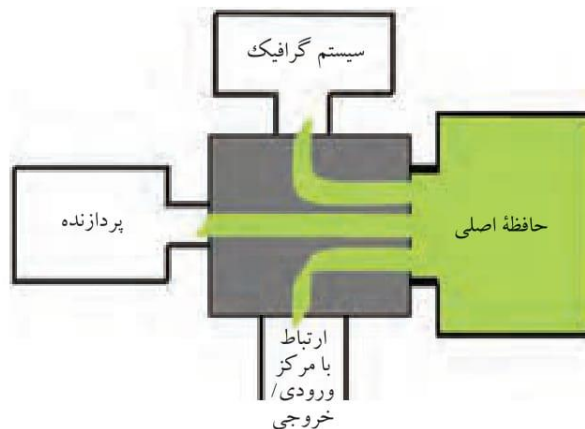 سیستم گرافیک
پردازنده
حافظهٔ اصلی
ارتباط
با مرکز
ورودی/
خروجی